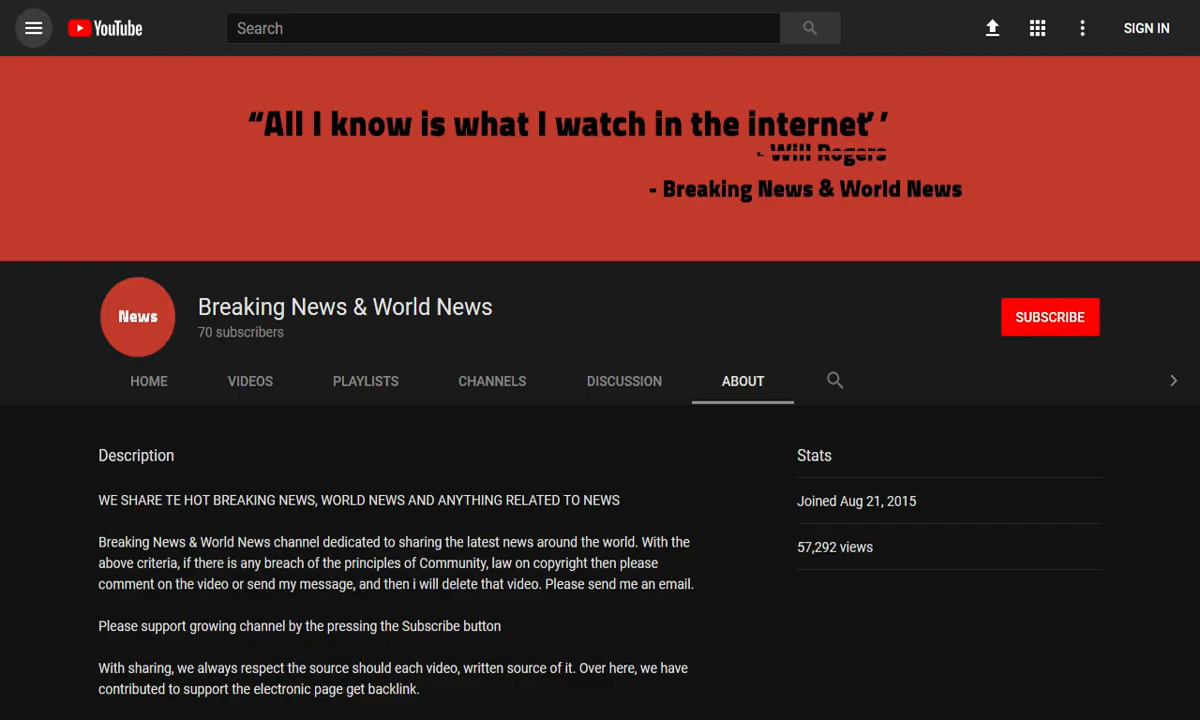 YouTube
Search
SIGN IN
“All I know is what I watch in the internet’’
- Will Rogers
- Breaking News & World News
News
Breaking News & World News
70 subscribers
SUBSCRIBE
HOME VIDEOS PLAYLISTS CHANNELS DISCUSSION ABOUT
Description
WE SHARE TE HOT BREAKING NEWS, WORLD NEWS AND ANYTHING RELATED TO NEWS
Breaking News & World News channel dedicated to sharing the latest news around the world. With the
above criteria, if there is any breach of the principles of Community, law on copyright then please
comment on the video or send my message, and then i will delete that video. Please send me an email.
Please support growing channel by the pressing the Subscribe button
With sharing, we always respect the source should each video, written source of it. Over here, we have
contributed to support the electronic page get backlink.
Stats
Joined Aug 21, 2015
57,292 views